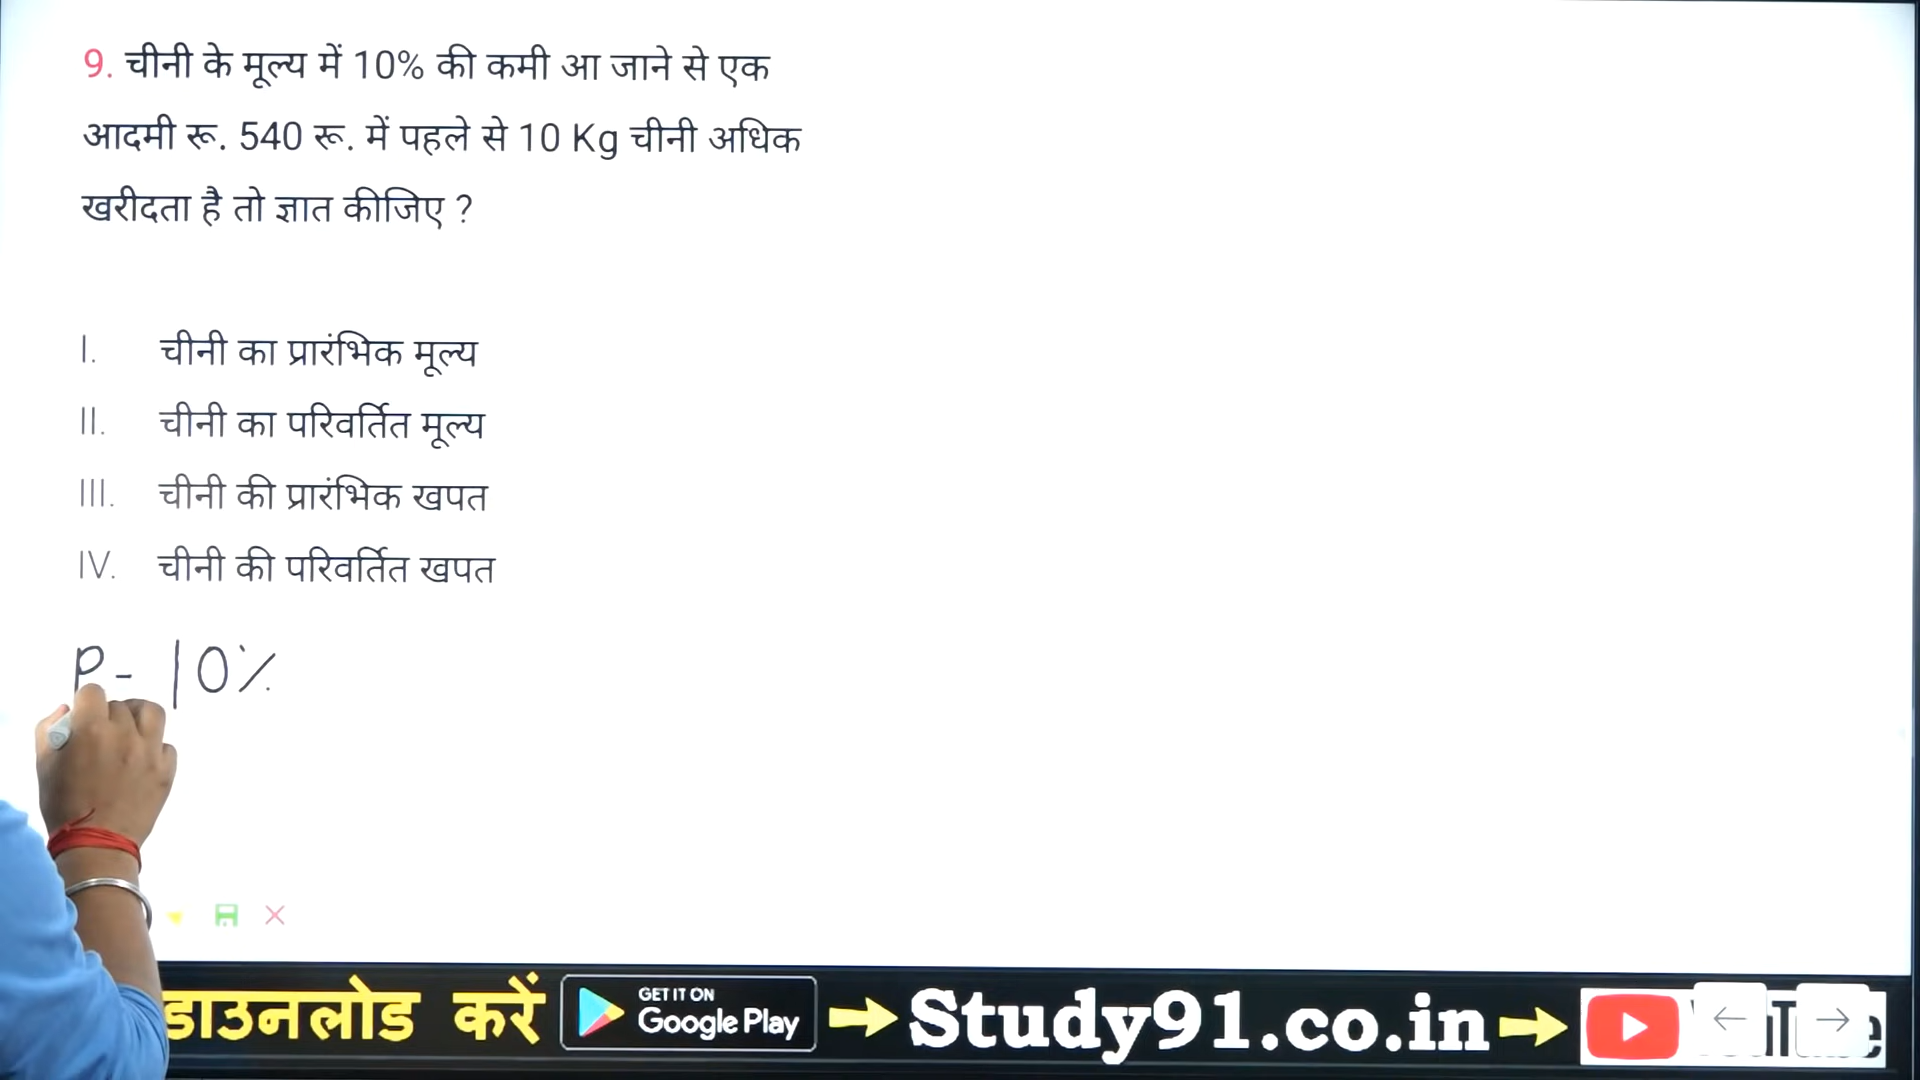 9. चीनी के मूल्य में 10% की कमी आ जाने से एक
आदमी रू. 540 रू. में पहले से 10 Kg चीनी अधिक
खरीदता है तो ज्ञात कीजिए ?
I. चीनी का प्रारंभिक मूल्य
II. चीनी का परिवर्तित मूल्य
III. चीनी की प्रारंभिक खपत
IV. चीनी की परिवर्तित खपत
P - 10%
डाउनलोड करें GET IT ON Google Play Study91.co.in